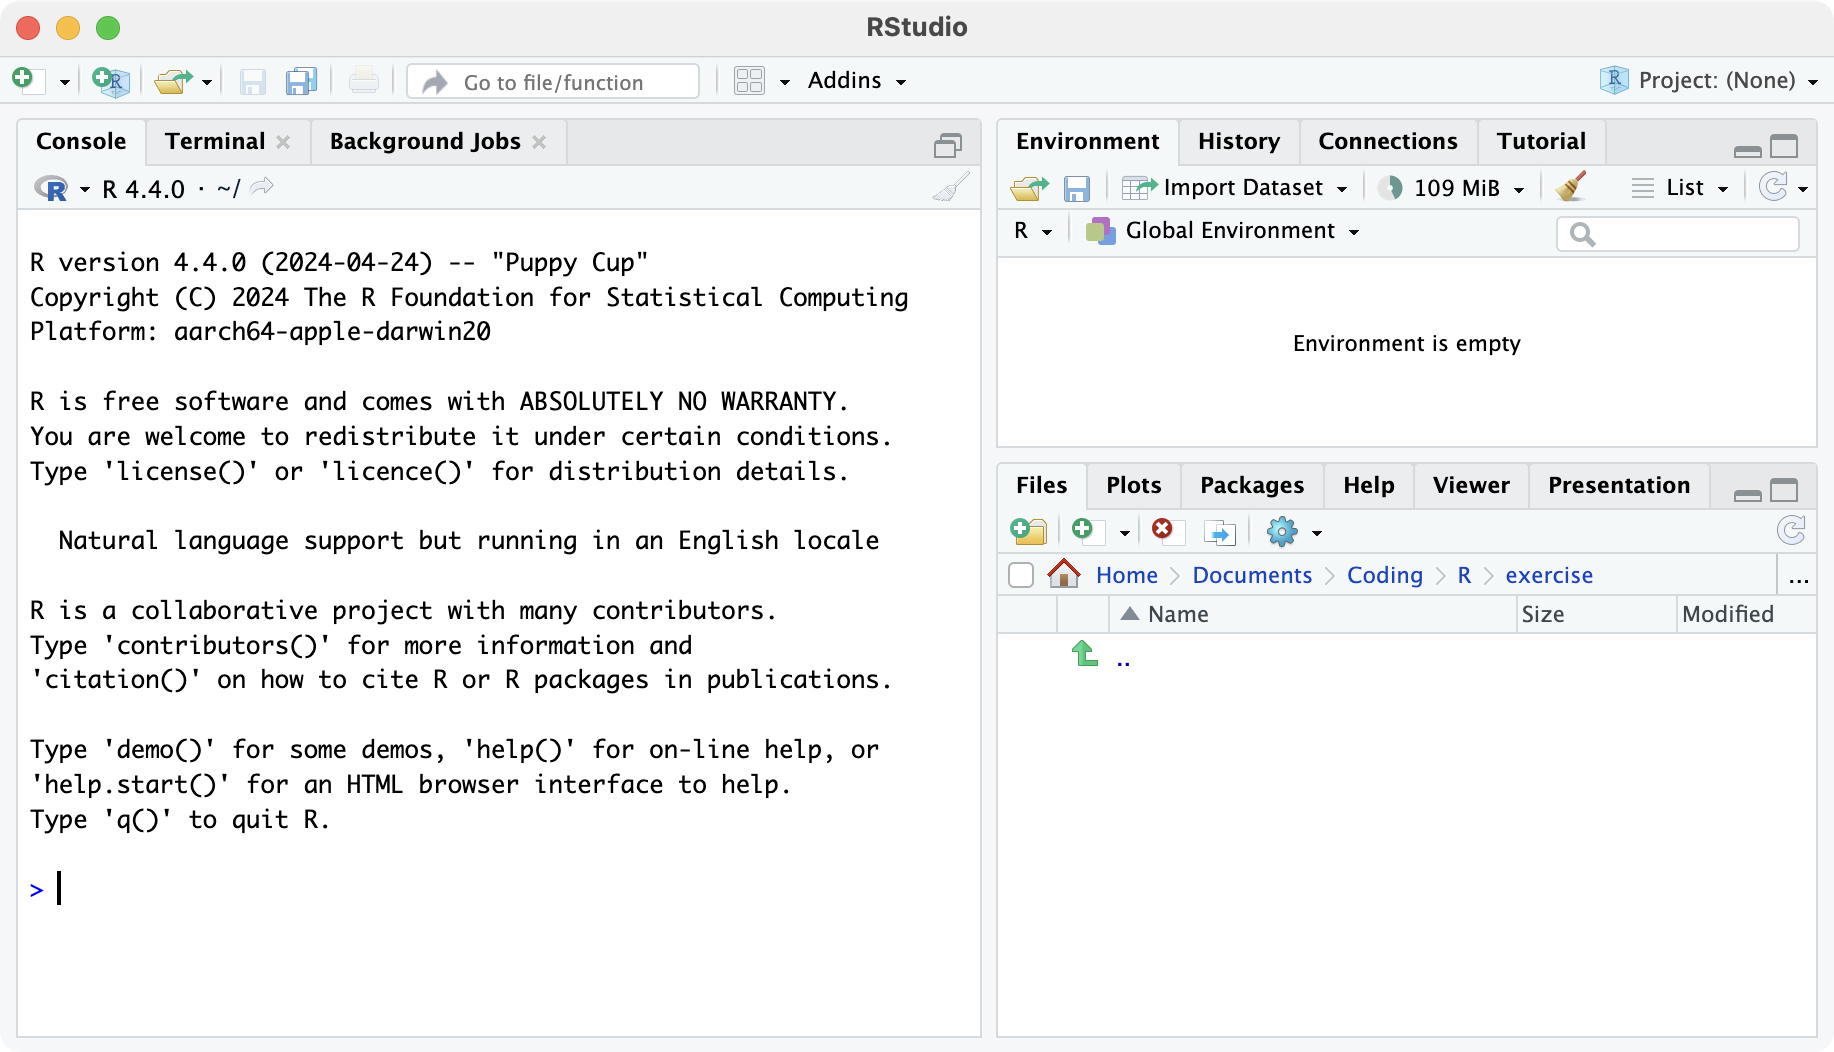 RStudio
R
Go to file/function
Addins
R Project: (None)
Console Terminal Background Jobs
R R 4.4.0 · ~/
R version 4.4.0 (2024-04-24) -- "Puppy Cup"
Copyright (C) 2024 The R Foundation for Statistical Computing
Platform: aarch64-apple-darwin20
R is free software and comes with ABSOLUTELY NO WARRANTY.
You are welcome to redistribute it under certain conditions.
Type 'license()' or 'licence()' for distribution details.
Natural language support but running in an English locale
R is a collaborative project with many contributors.
Type 'contributors()' for more information and
'citation()' on how to cite R or R packages in publications.
Type 'demo()' for some demos, 'help()' for on-line help, or
'help.start()' for an HTML browser interface to help.
Type 'q()' to quit R.
>
Environment History Connections Tutorial
Import Dataset 109 MiB List
R Global Environment
Environment is empty
Files Plots Packages Help Viewer Presentation
Home Documents Coding R exercise ...
Name Size Modified
..